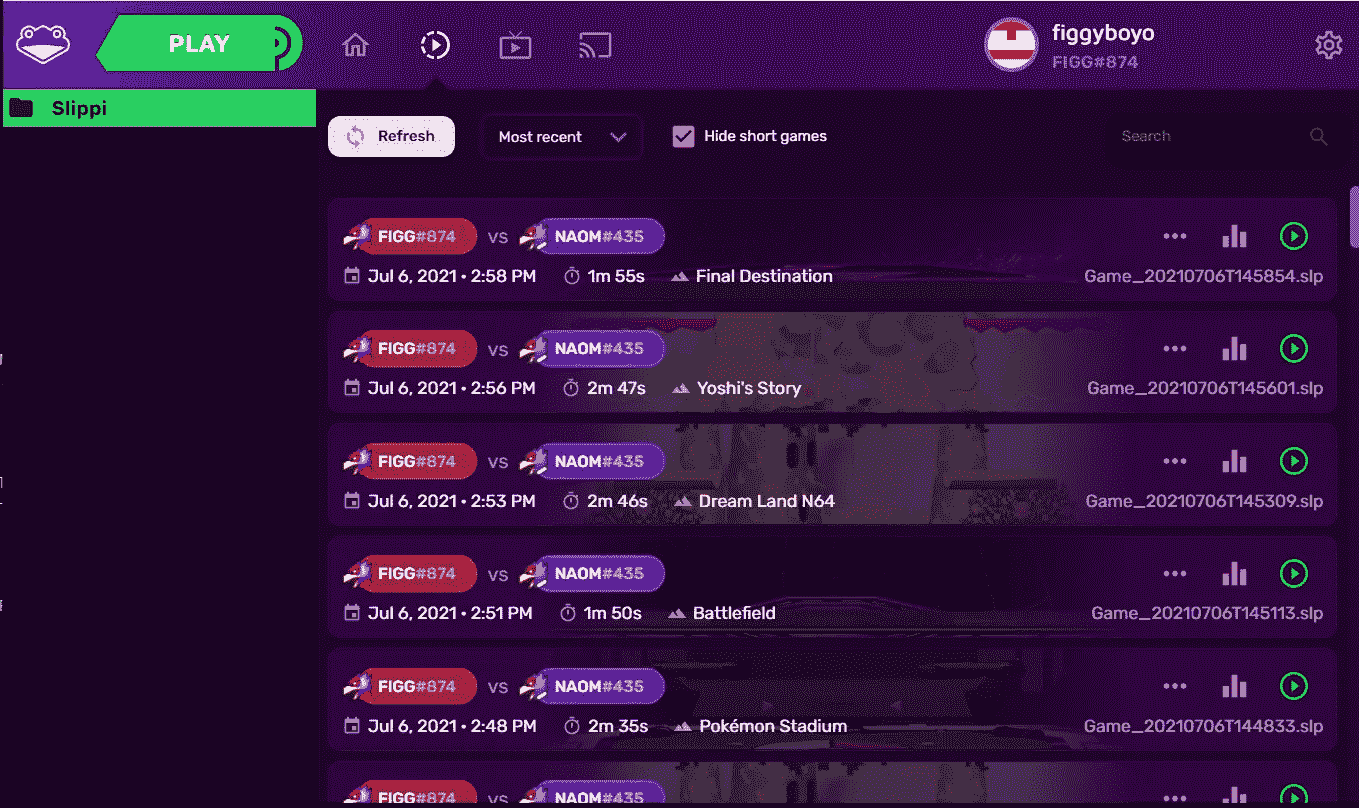 PLAY
figgyboyo
FIGG#874
Slippi
Refresh
Most recent
Hide short games
Search
FIGG#874 vs NAOM#435
Jul 6, 2021 • 2:58 PM 1m 55s Final Destination Game_20210706T145854.slp
FIGG#874 vs NAOM#435
Jul 6, 2021 • 2:56 PM 2m 47s Yoshi's Story Game_20210706T145601.slp
FIGG#874 vs NAOM#435
Jul 6, 2021 • 2:53 PM 2m 46s Dream Land N64 Game_20210706T145309.slp
FIGG#874 vs NAOM#435
Jul 6, 2021 • 2:51 PM 1m 50s Battlefield Game_20210706T145113.slp
FIGG#874 vs NAOM#435
Jul 6, 2021 • 2:48 PM 2m 35s Pokémon Stadium Game_20210706T144833.slp
FIGG#874 vs NAOM#435